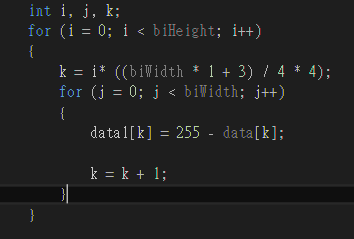 int i, j, k;
for (i = 0; i < biHeight; i++)
{
k = i* ((biWidth * 1 + 3) / 4 * 4);
for (j = 0; j < biWidth; j++)
{
data1[k] = 255 - data[k];
k = k + 1;
}
}